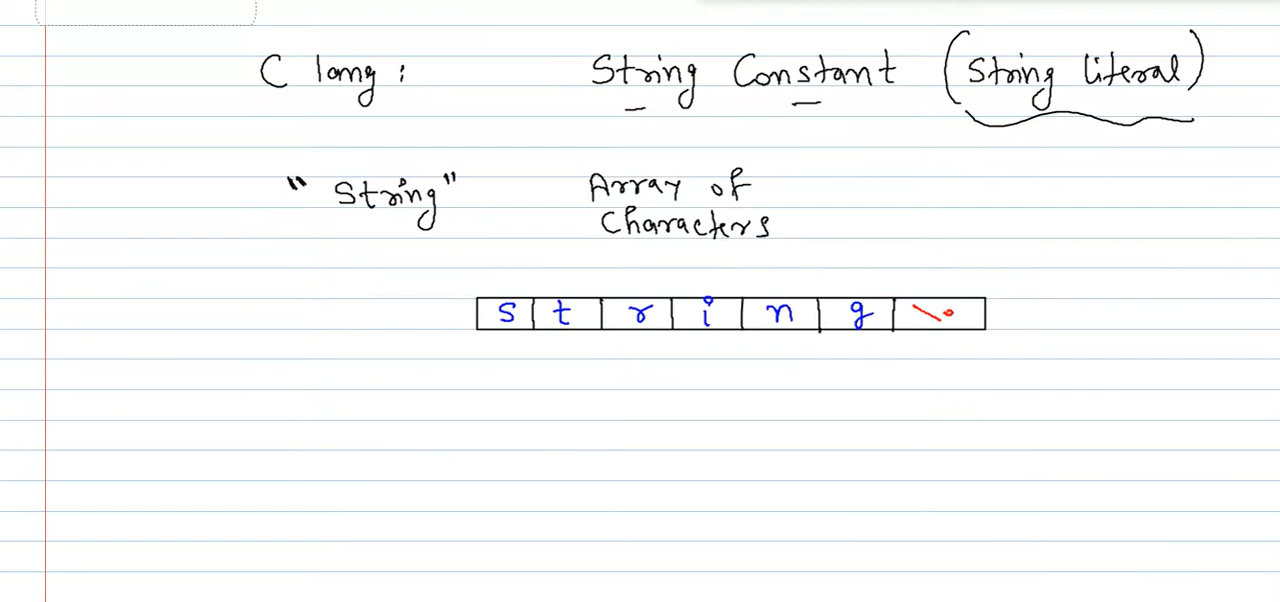 C lang : String Constant (String literal)
"String" Array of
Characters
s t r i n g \0